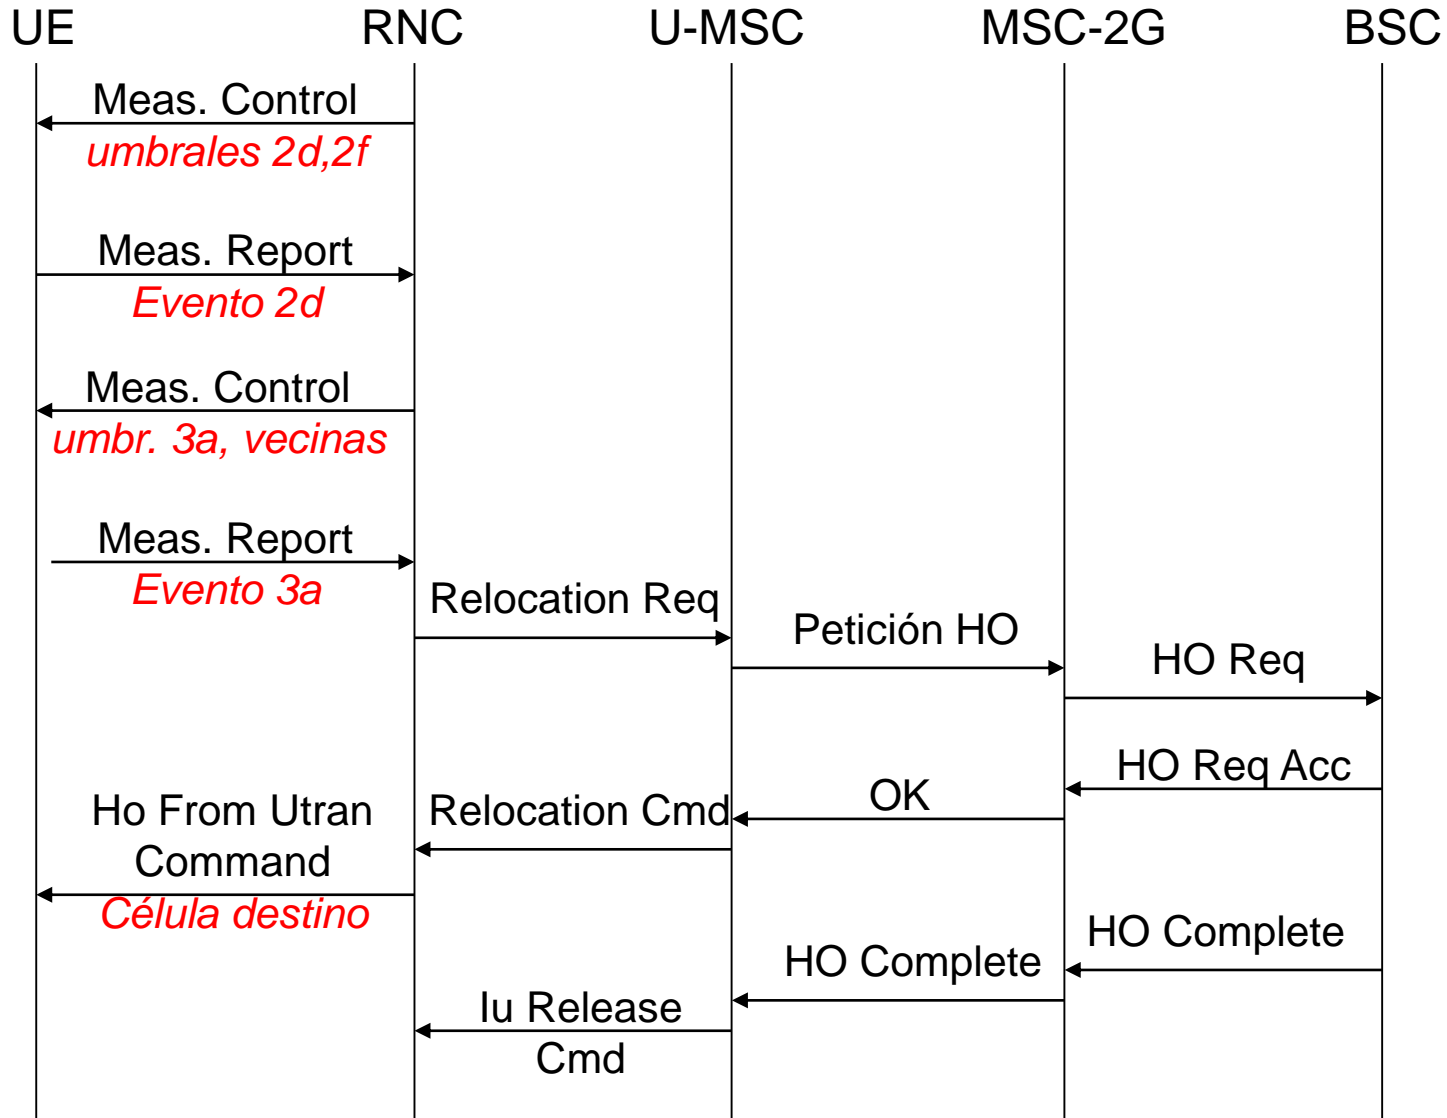 UE RNC U-MSC MSC-2G BSC
Meas. Control
umbrales 2d,2f
Meas. Report
Evento 2d
Meas. Control
umbr. 3a, vecinas
Meas. Report
Evento 3a
Relocation Req
Petición HO
HO Req
HO Req Acc
OK
Relocation Cmd
Ho From Utran
Command
Célula destino
HO Complete
HO Complete
Iu Release
Cmd